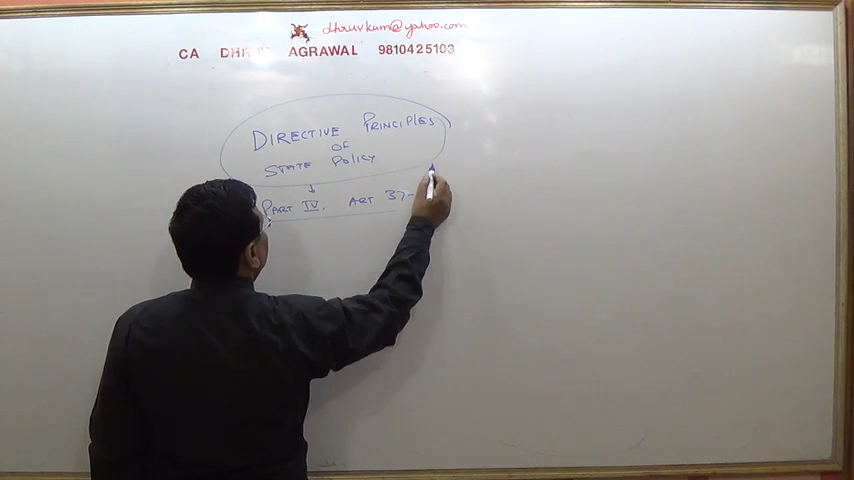 dhruvkum@yahoo.com
CA AGRAWAL 9810425103
DIRECTIVE PRINCIPLES
OF
STATE POLICY
PART IV, ART 37-